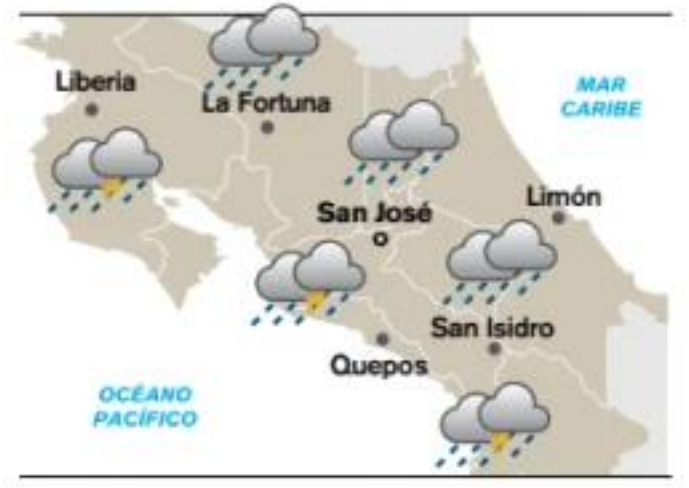 Liberia
La Fortuna
MAR
CARIBE
San José
Limón
San Isidro
Quepos
OCÉANO
PACÍFICO